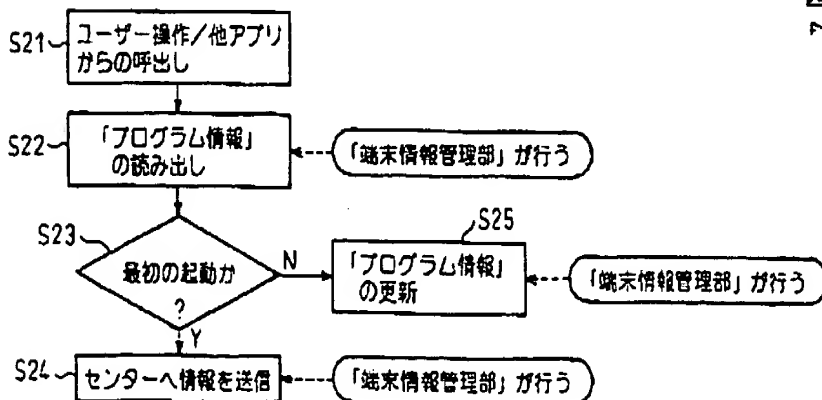 S21
ユーザー操作/他アプリ
からの呼出し
S22
「プログラム情報」
の読み出し
「端末情報管理部」が行う
S23
最初の起動か
?
N
Y
S25
「プログラム情報」
の更新
「端末情報管理部」が行う
S24
センターへ情報を送信
「端末情報管理部」が行う
7